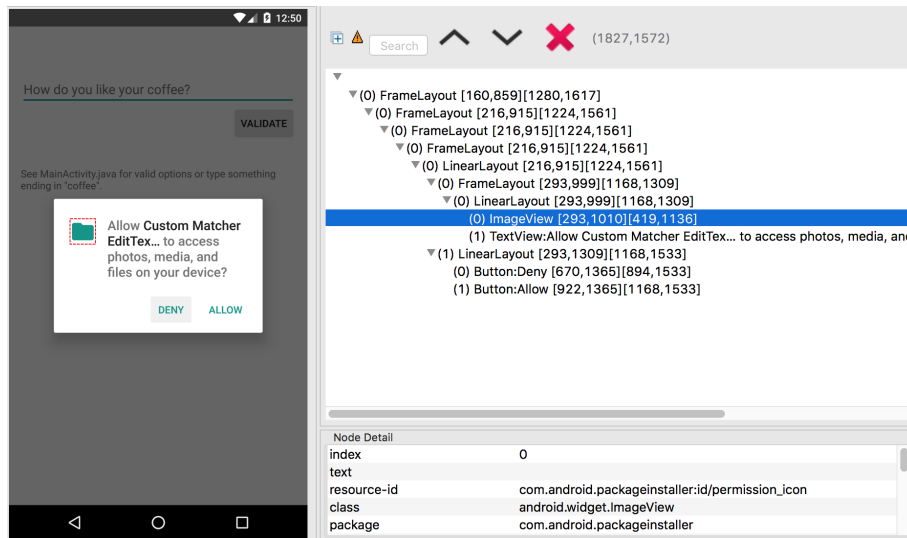 12:50
How do you like your coffee?
VALIDATE
See MainActivity.java for valid options or type something
ending in "coffee".
Allow Custom Matcher
EditTex... to access
photos, media, and
files on your device?
DENY ALLOW
Search
(1827,1572)
(0) FrameLayout [160,859][1280,1617]
(0) FrameLayout [216,915][1224,1561]
(0) FrameLayout [216,915][1224,1561]
(0) FrameLayout [216,915][1224,1561]
(0) LinearLayout [216,915][1224,1561]
(0) FrameLayout [293,999][1168,1309]
(0) LinearLayout [293,999][1168,1309]
(0) ImageView [293,1010][419,1136]
(1) TextView:Allow Custom Matcher EditTex... to access photos, media, an
(1) LinearLayout [293,1309][1168,1533]
(0) Button:Deny [670,1365][894,1533]
(1) Button:Allow [922,1365][1168,1533]
Node Detail
index 0
text
resource-id com.android.packageinstaller:id/permission_icon
class android.widget.ImageView
package com.android.packageinstaller